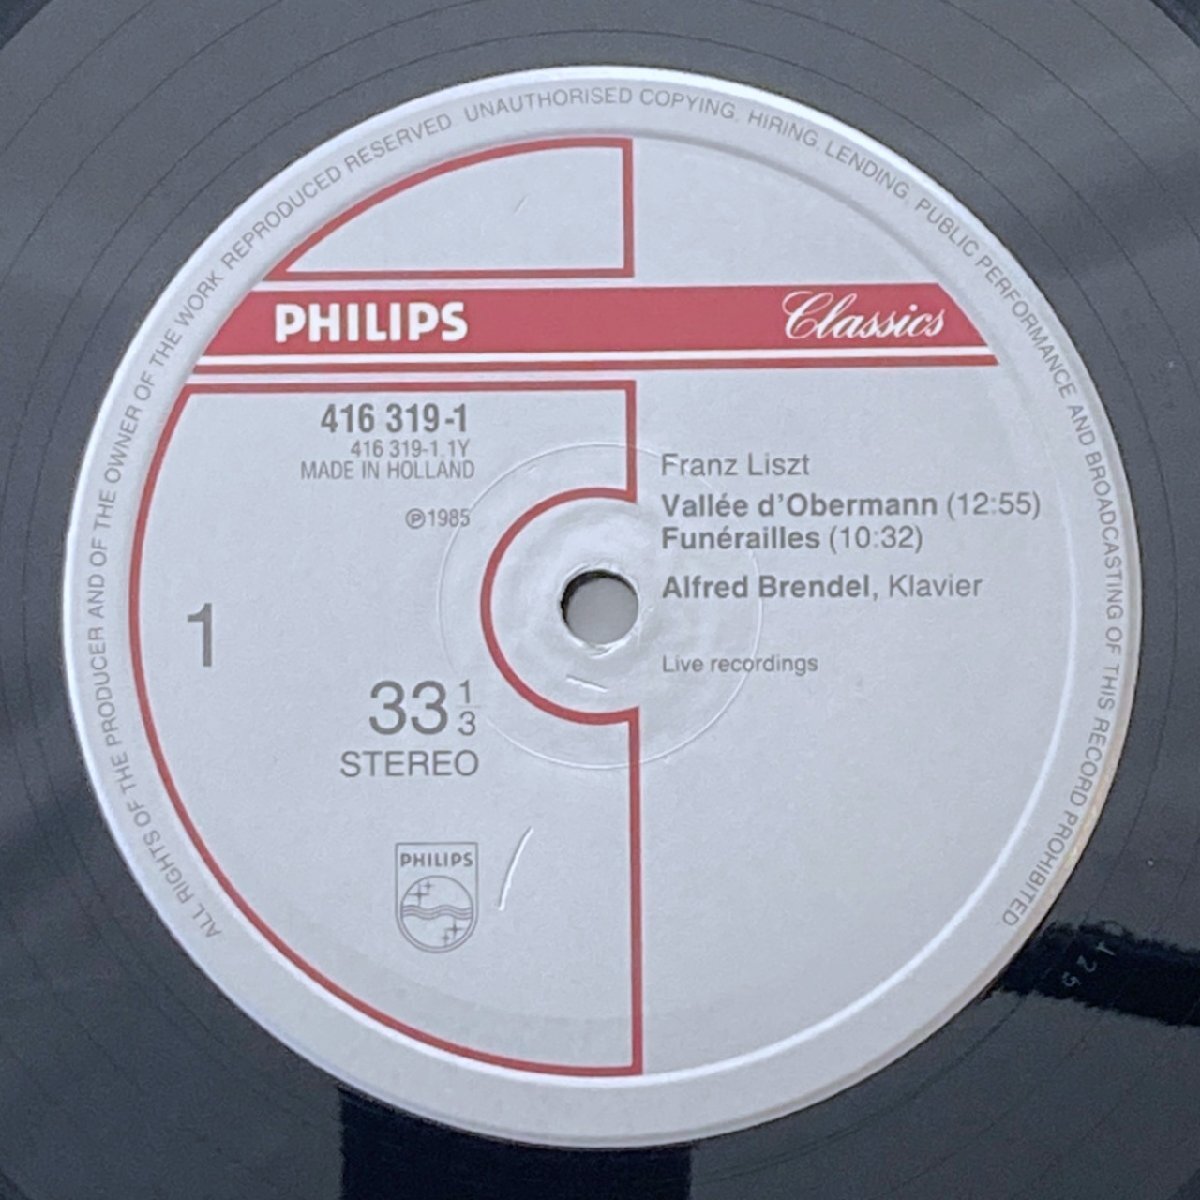 ALL RIGHTS OF THE PRODUCER AND OF THE OWNER OF THE WORK REPRODUCED RESERVED UNAUTHORISED COPYING, HIRING, LENDING, PUBLIC PERFORMANCE AND BROADCASTING OF THIS RECORD PROHIBITED
PHILIPS Classics
416 319-1
416 319-1.1Y
MADE IN HOLLAND
℗1985
1
33 1/3
STEREO
PHILIPS
Franz Liszt
Vallée d'Obermann (12:55)
Funérailles (10:32)
Alfred Brendel, Klavier
Live recordings
1 2 5